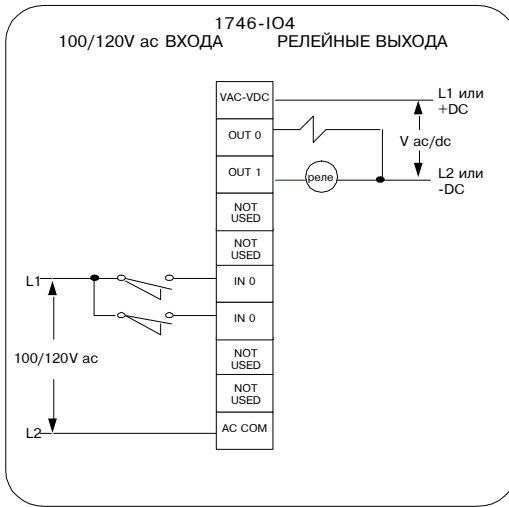 1746-IO4
100/120V ac ВХОДА РЕЛЕЙНЫЕ ВЫХОДА
VAC-VDC
L1 или
+DC
OUT 0
V ac/dc
OUT 1
реле
L2 или
-DC
NOT
USED
NOT
USED
L1
IN 0
IN 0
100/120V ac
NOT
USED
NOT
USED
L2
AC COM